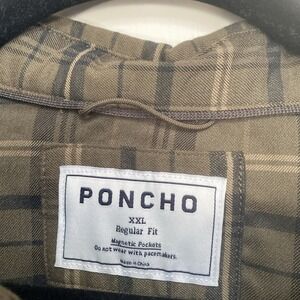 PONCHO
XXL
Regular Fit
Magnetic Pockets
Do not wear with pacemakers.
Made in China